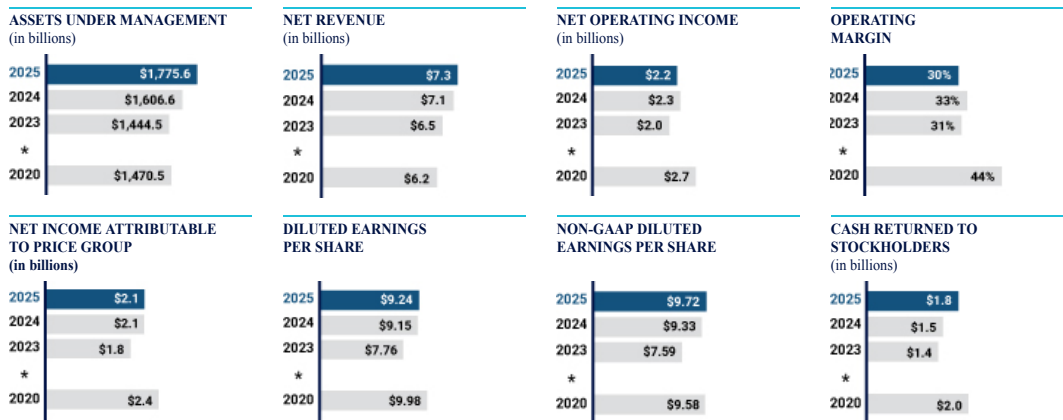 ASSETS UNDER MANAGEMENT
(in billions)
2025 $1,775.6
2024 $1,606.6
2023 $1,444.5
*
2020 $1,470.5
NET REVENUE
(in billions)
2025 $7.3
2024 $7.1
2023 $6.5
*
2020 $6.2
NET OPERATING INCOME
(in billions)
2025 $2.2
2024 $2.3
2023 $2.0
*
2020 $2.7
OPERATING
MARGIN
2025 30%
2024 33%
2023 31%
*
2020 44%
NET INCOME ATTRIBUTABLE
TO PRICE GROUP
(in billions)
2025 $2.1
2024 $2.1
2023 $1.8
*
2020 $2.4
DILUTED EARNINGS
PER SHARE
2025 $9.24
2024 $9.15
2023 $7.76
*
2020 $9.98
NON-GAAP DILUTED
EARNINGS PER SHARE
2025 $9.72
2024 $9.33
2023 $7.59
*
2020 $9.58
CASH RETURNED TO
STOCKHOLDERS
(in billions)
2025 $1.8
2024 $1.5
2023 $1.4
*
2020 $2.0